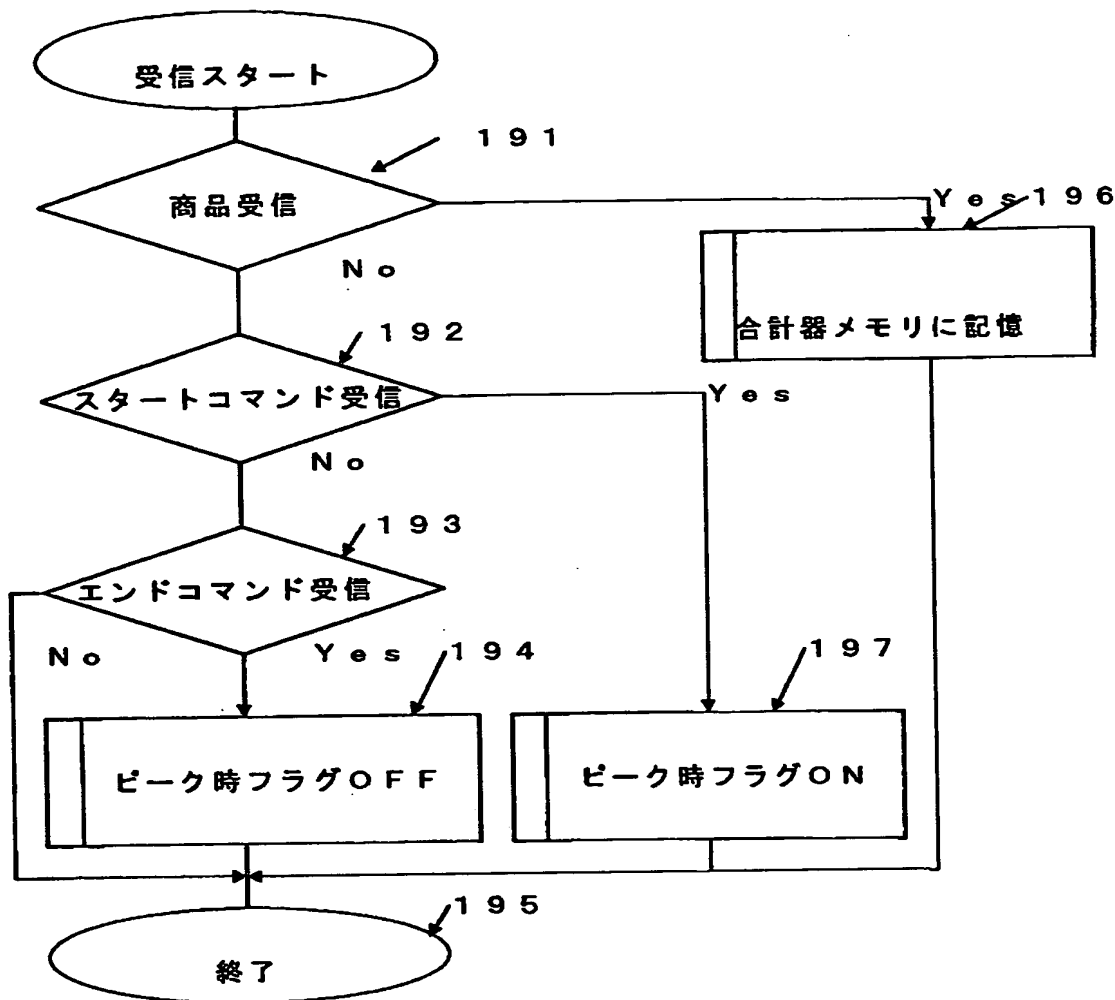 受信スタート
191
商品受信
Yes
196
No
合計器メモリに記憶
192
スタートコマンド受信
Yes
No
193
エンドコマンド受信
No
Yes
194
197
ピーク時フラグOFF
ピーク時フラグON
195
終了